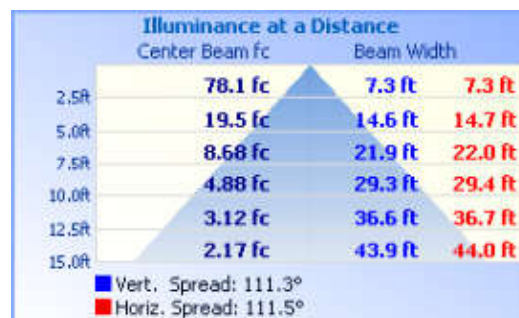 Illuminance at a Distance
Center Beam fc Beam Width
2.5ft 78.1 fc 7.3 ft 7.3 ft
5.0ft 19.5 fc 14.6 ft 14.7 ft
7.5ft 8.68 fc 21.9 ft 22.0 ft
10.0ft 4.88 fc 29.3 ft 29.4 ft
12.5ft 3.12 fc 36.6 ft 36.7 ft
15.0ft 2.17 fc 43.9 ft 44.0 ft
Vert. Spread: 111.3°
Horiz. Spread: 111.5°